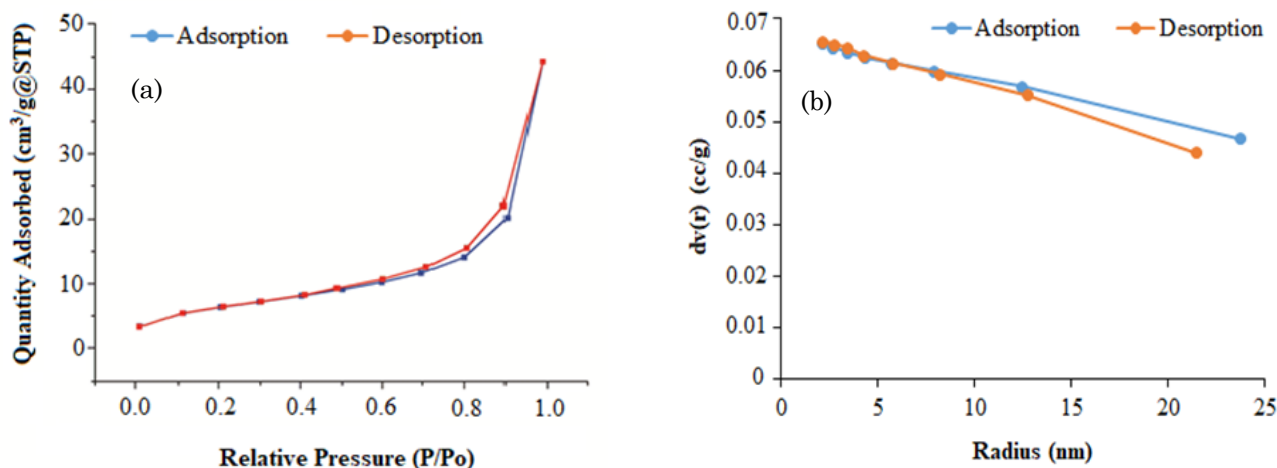 Adsorption Desorption
(a)
Quantity Adsorbed (cm³/g@STP)
50
40
30
20
10
0
0.0 0.2 0.4 0.6 0.8 1.0
Relative Pressure (P/Po)
Adsorption Desorption
(b)
dv(r) (cc/g)
0.07
0.06
0.05
0.04
0.03
0.02
0.01
0
0 5 10 15 20 25
Radius (nm)